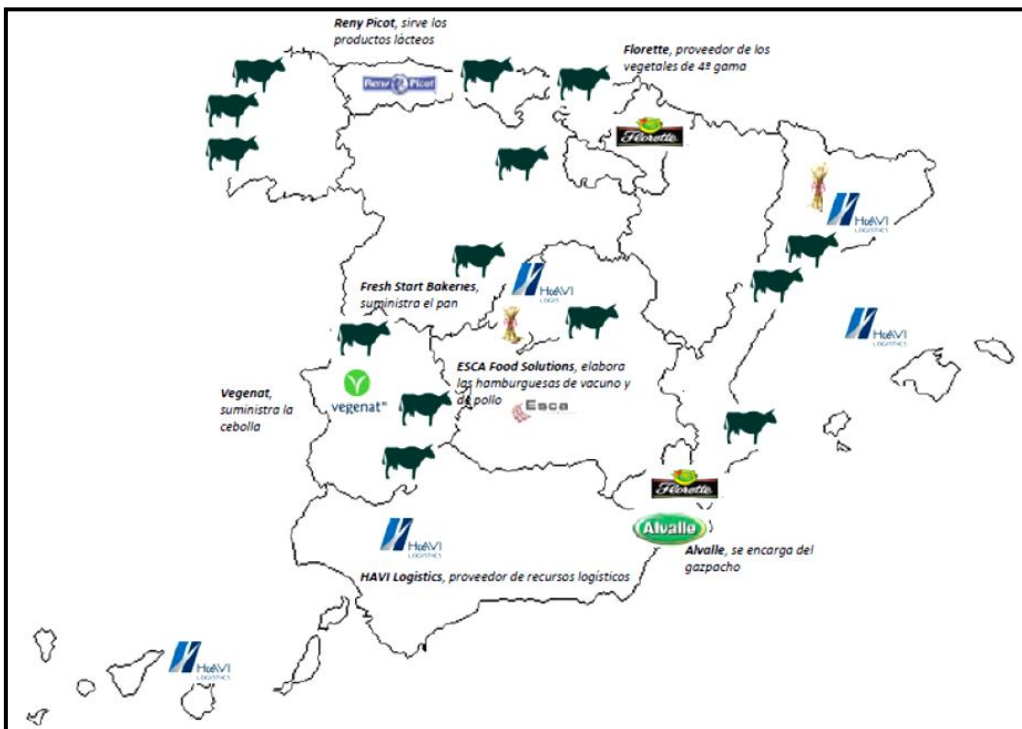 Reny Picot, sirve los
productos lácteos
Florette, proveedor de los
vegetales de 4ª gama
Reny Picot
Florette
HAVI
LOGISTICS
Fresh Start Bakeries,
suministra el pan
HAVI
LOGIS
HAVI
LOGISTICS
Vegenat,
suministra la
cebolla
vegenat
ESCA Food Solutions, elabora
las hamburguesas de vacuno y
de pollo
Esca
Florette
Alvalle
Alvalle, se encarga del
gazpacho
HAVI
LOGISTICS
HAVI Logistics, proveedor de recursos logísticos
HAVI
LOGISTICS